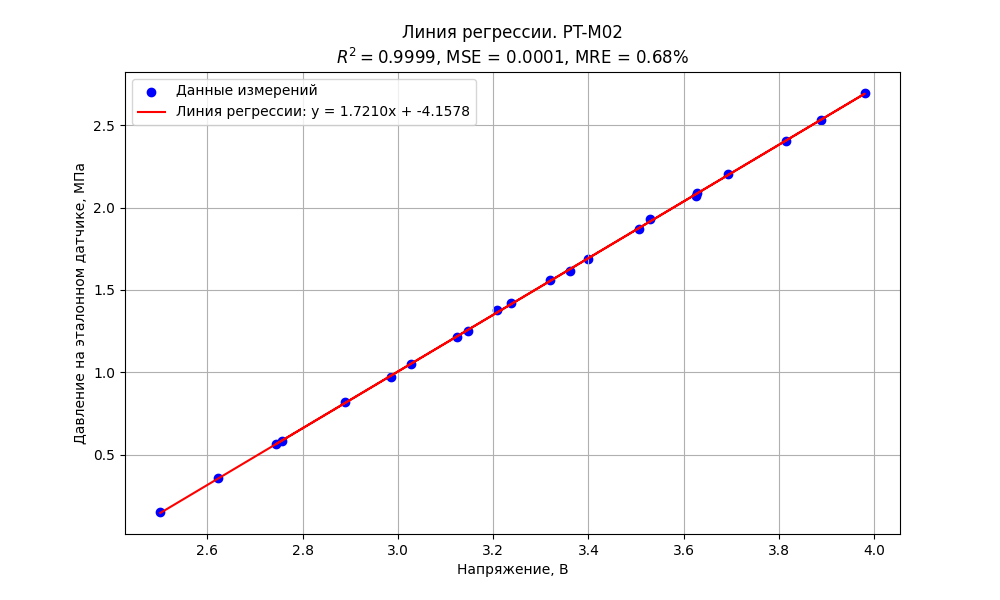 Линия регрессии. PT-M02
R² = 0.9999, MSE = 0.0001, MRE = 0.68%
Данные измерений
Линия регрессии: y = 1.7210x + -4.1578
Давление на эталонном датчике, МПа
2.5
2.0
1.5
1.0
0.5
2.6 2.8 3.0 3.2 3.4 3.6 3.8 4.0
Напряжение, В